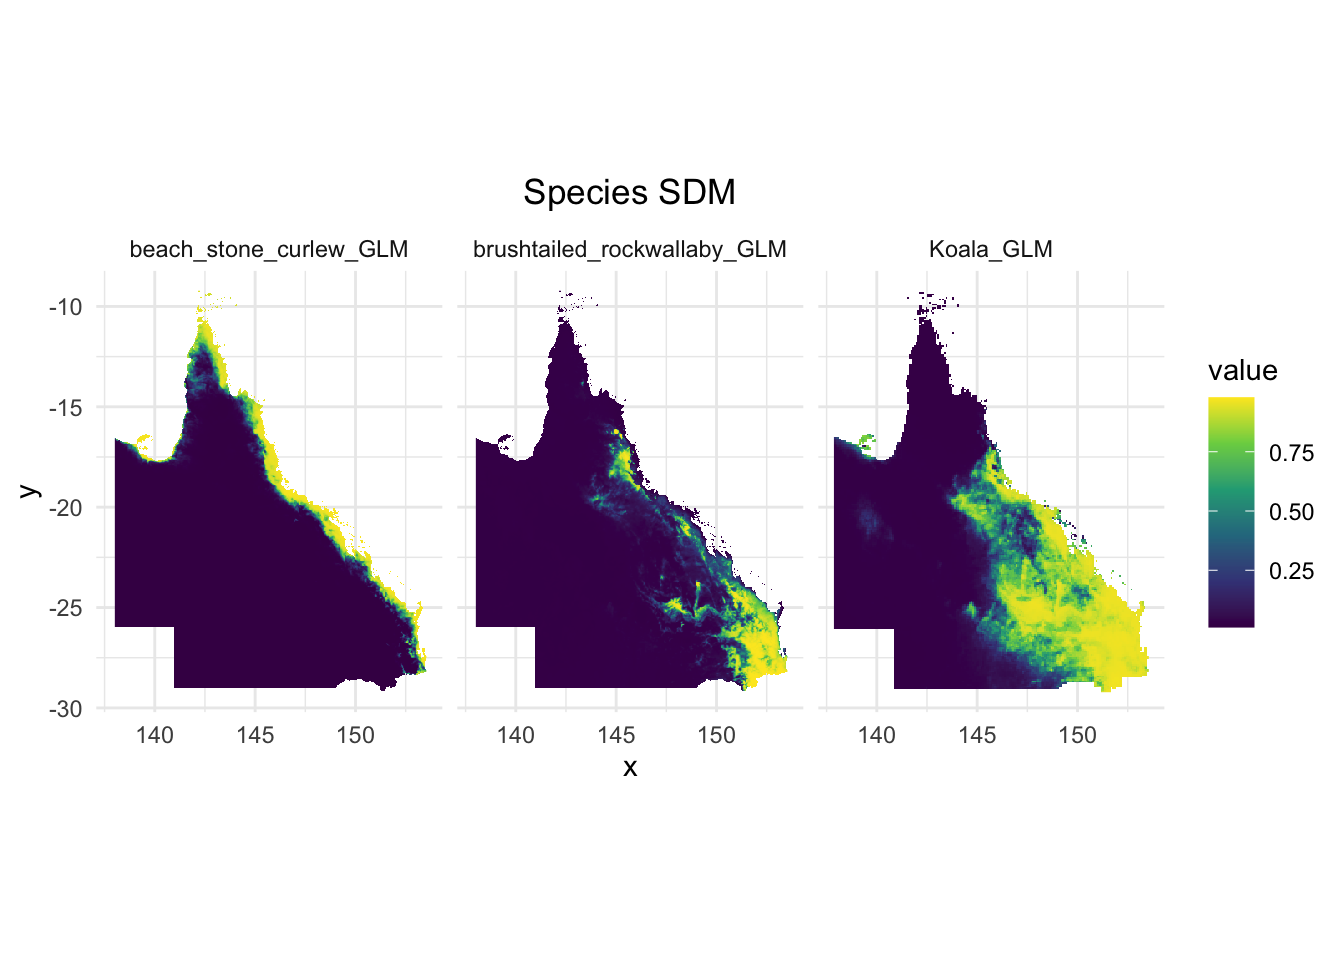 Species SDM
beach_stone_curlew_GLM
brushtailed_rockwallaby_GLM
Koala_GLM
-10
-15
-20
-25
-30
y
140 145 150
140 145 150
140 145 150
x
value
0.75
0.50
0.25